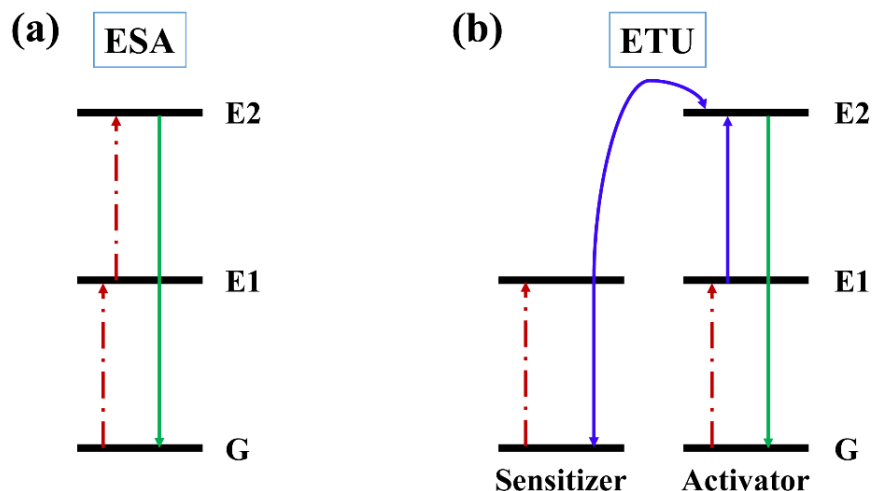 (a) ESA
(b) ETU
E2
E2
E1
E1
G
G
Sensitizer
Activator